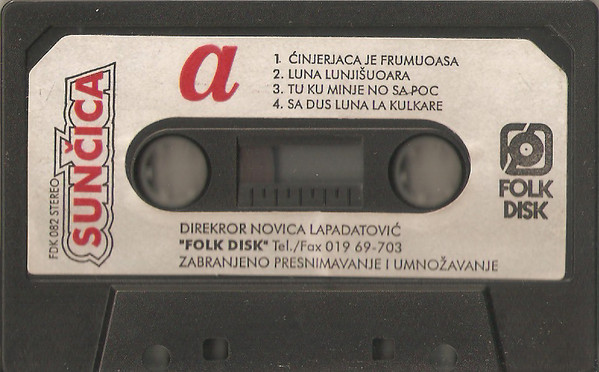 FDK 082 STEREO
SUNČICA
a
1. ĆINJERJACA JE FRUMUOASA
2. LUNA LUNJIŠUOARA
3. TU KU MINJE NO SA POC
4. SA DUS LUNA LA KULKARE
FOLK
DISK
DIREKROR NOVICA LAPADATOVIĆ
"FOLK DISK" Tel./Fax 019 69-703
ZABRANJENO PRESNIMAVANJE I UMNOŽAVANJE